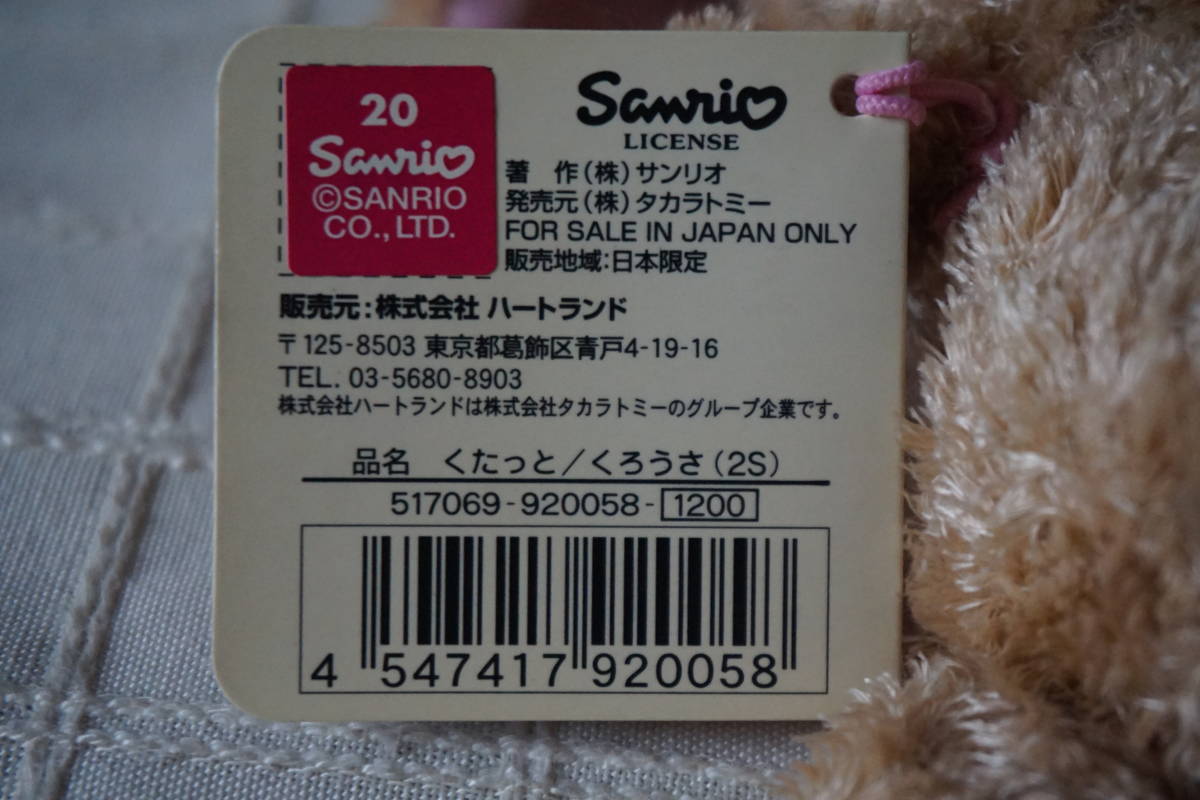 20
Sanrio
©SANRIO
CO., LTD.
Sanrio
LICENSE
著 作(株)サンリオ
発売元(株)タカラトミー
FOR SALE IN JAPAN ONLY
販売地域:日本限定
販売元:株式会社 ハートランド
〒125-8503 東京都葛飾区青戸4-19-16
TEL. 03-5680-8903
株式会社ハートランドは株式会社タカラトミーのグループ企業です。
品名 くたっと/くろうさ(2S)
517069-920058-1200
4 547417 920058